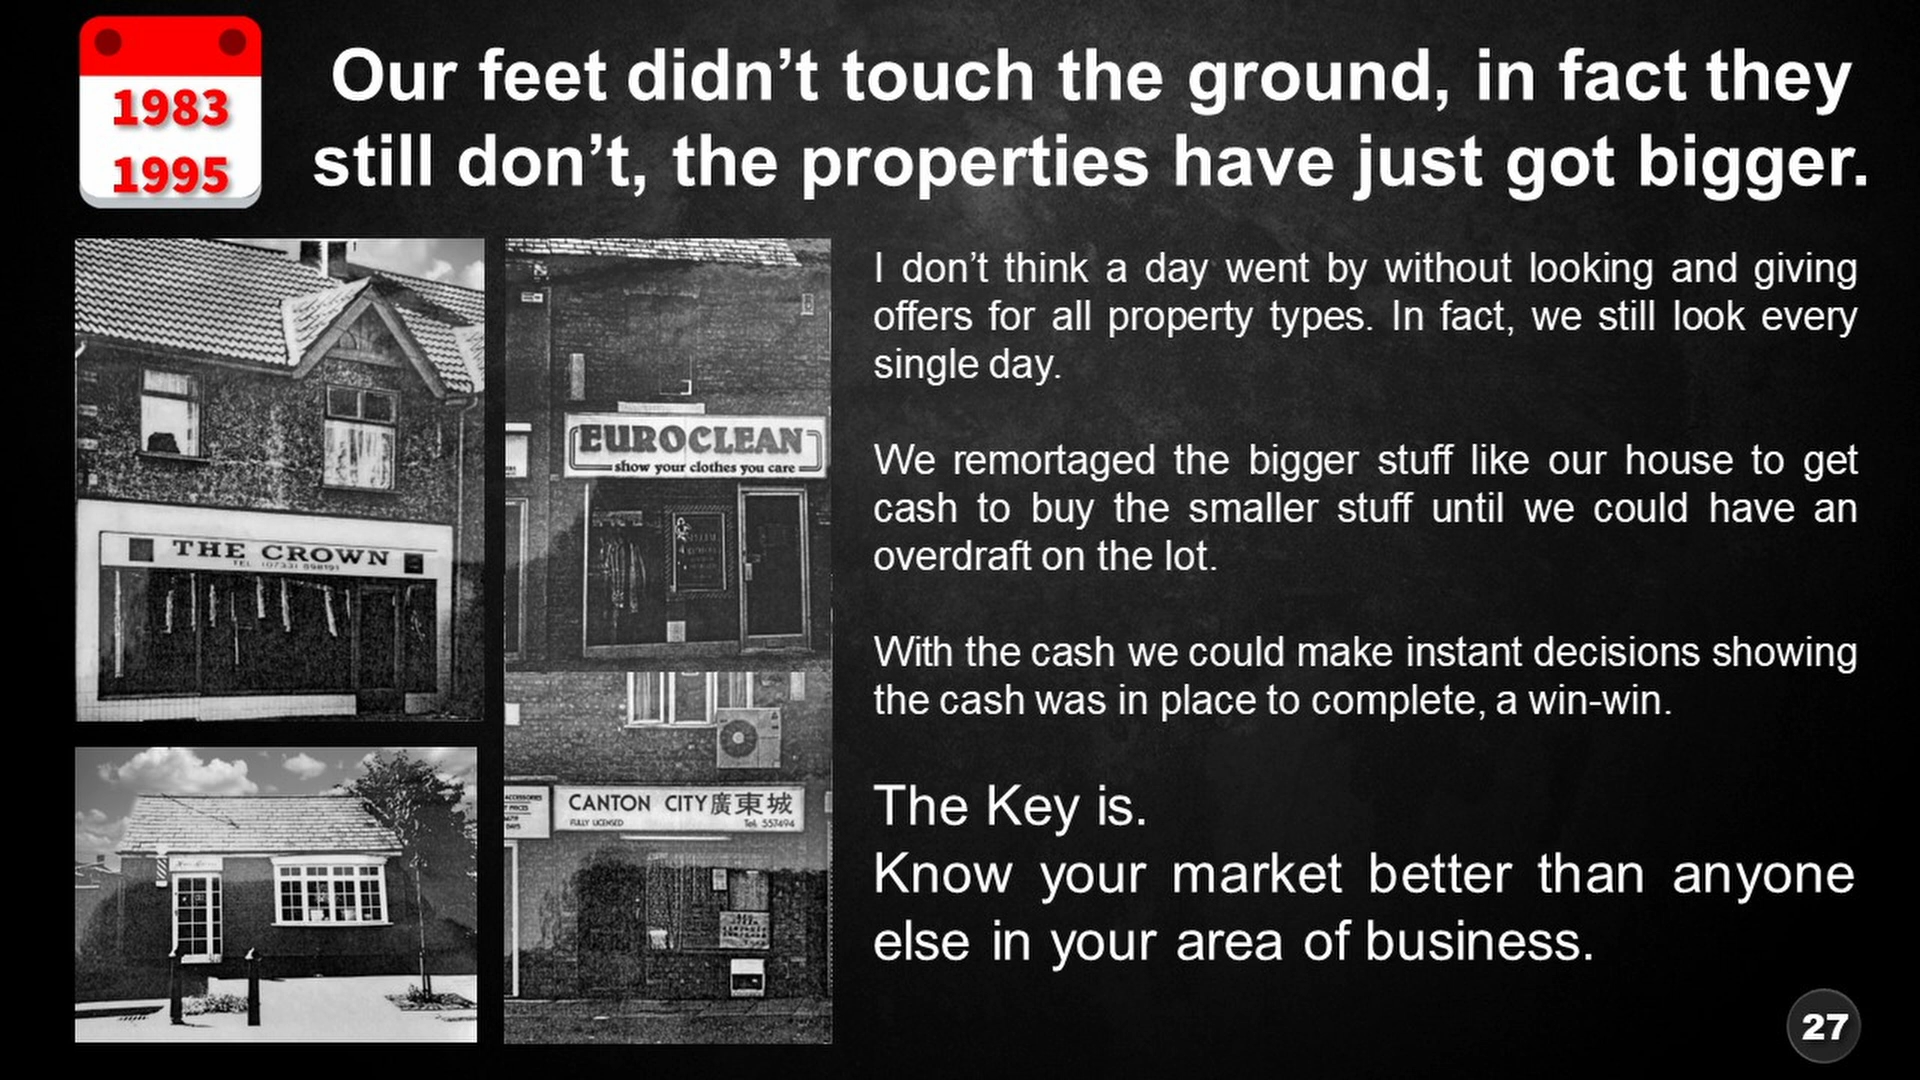 1983
1995
Our feet didn’t touch the ground, in fact they
still don’t, the properties have just got bigger.
I don’t think a day went by without looking and giving
offers for all property types. In fact, we still look every
single day.
We remortaged the bigger stuff like our house to get
cash to buy the smaller stuff until we could have an
overdraft on the lot.
With the cash we could make instant decisions showing
the cash was in place to complete, a win-win.
The Key is.
Know your market better than anyone
else in your area of business.
THE CROWN
EUROCLEAN
show your clothes you care
CANTON CITY廣東城
FULLY LICENSED
Tel. 557494
ACCESSORIES
27